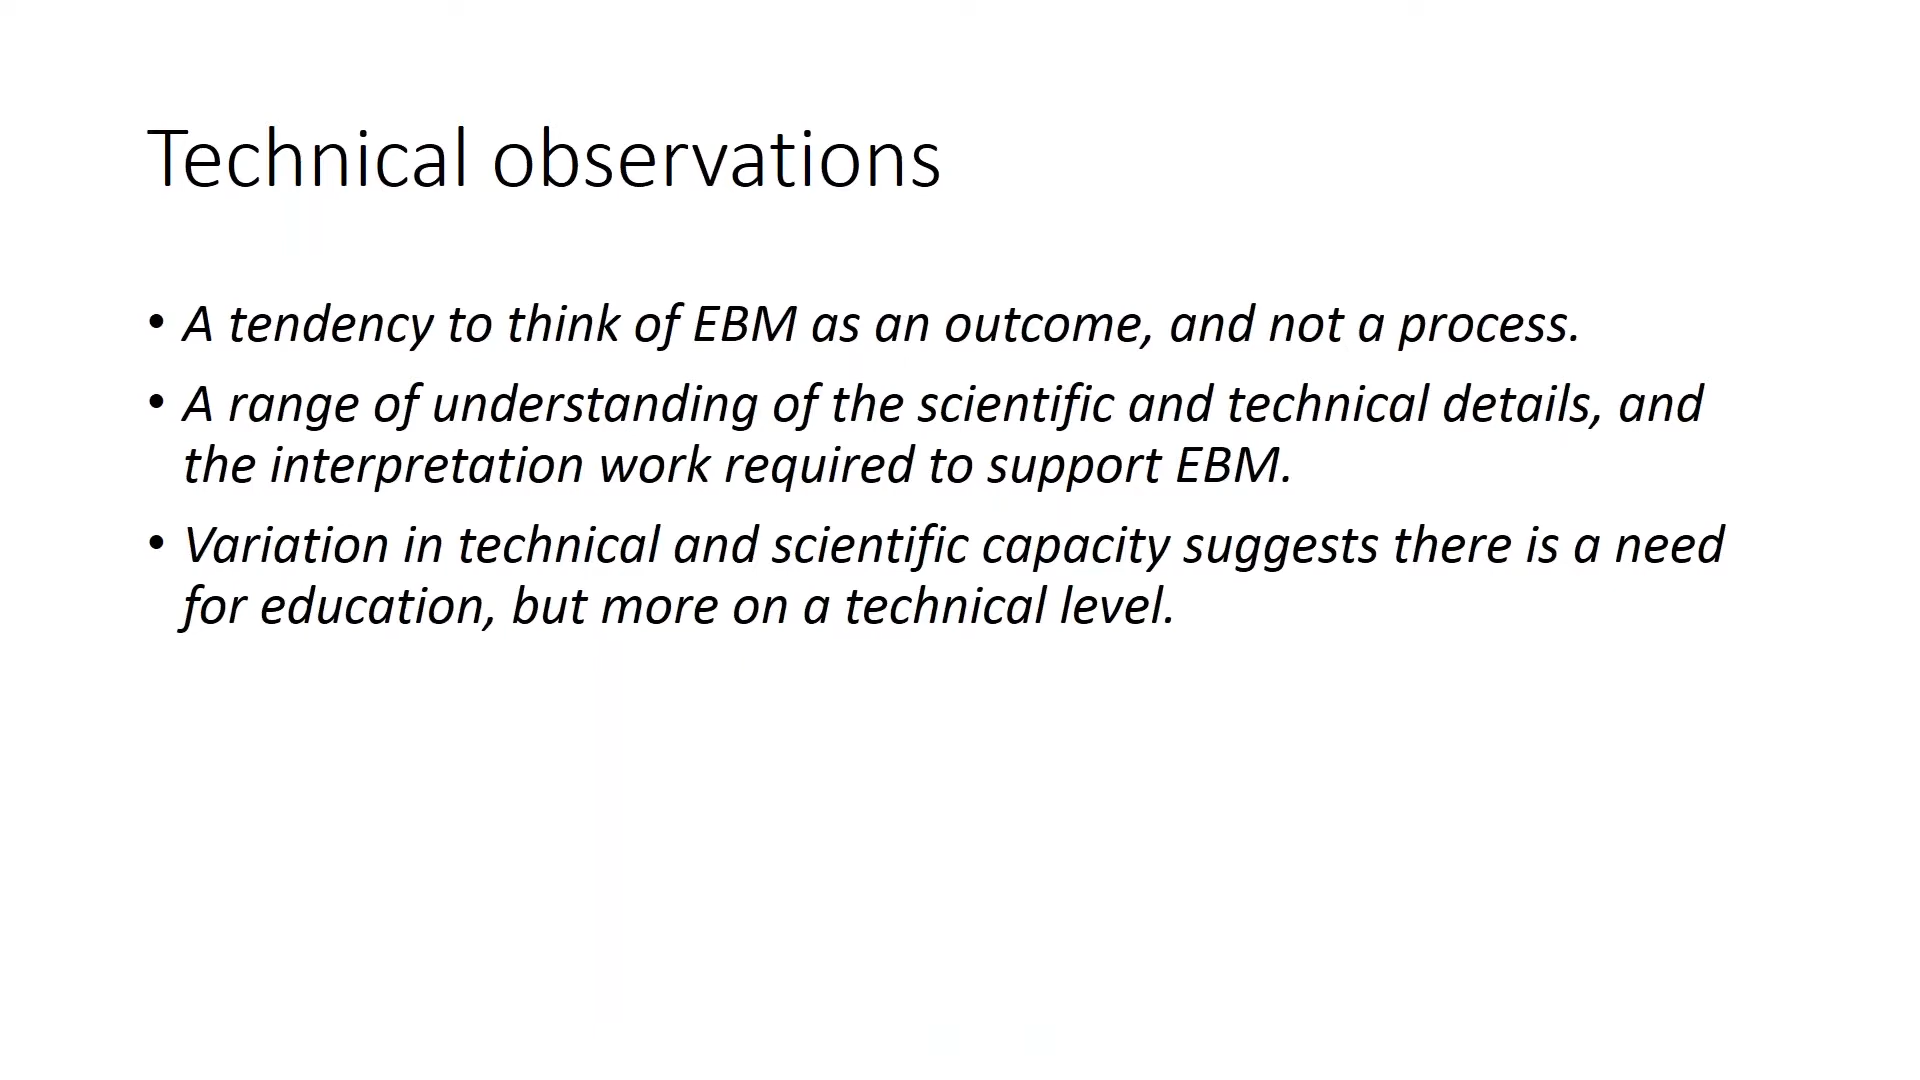 Technical observations
• A tendency to think of EBM as an outcome, and not a process.
• A range of understanding of the scientific and technical details, and
the interpretation work required to support EBM.
• Variation in technical and scientific capacity suggests there is a need
for education, but more on a technical level.